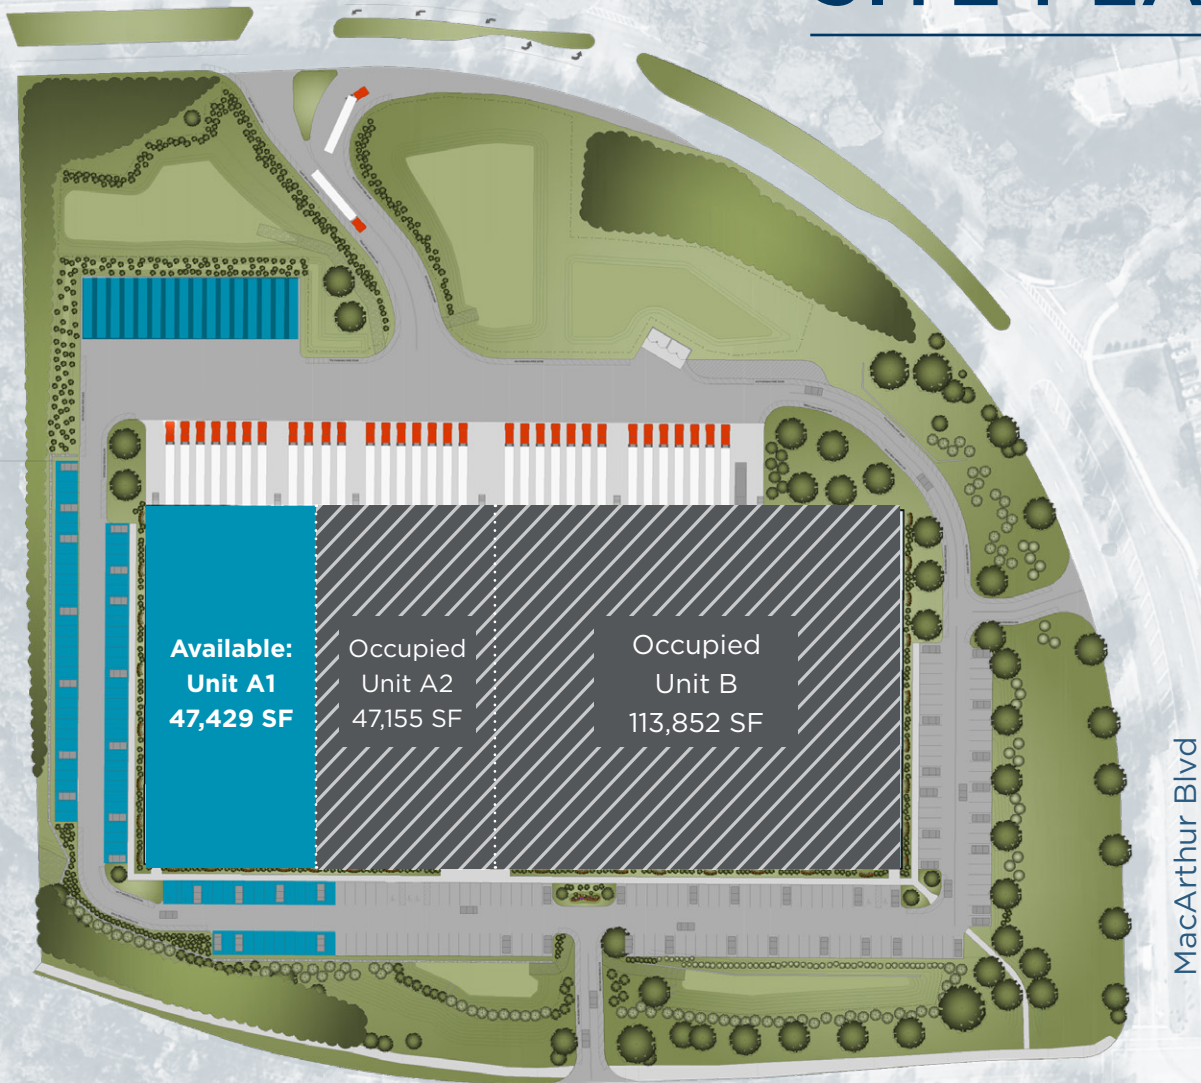 Available:
Unit A1
47,429 SF
Occupied
Unit A2
47,155 SF
Occupied
Unit B
113,852 SF
MacArthur Blvd